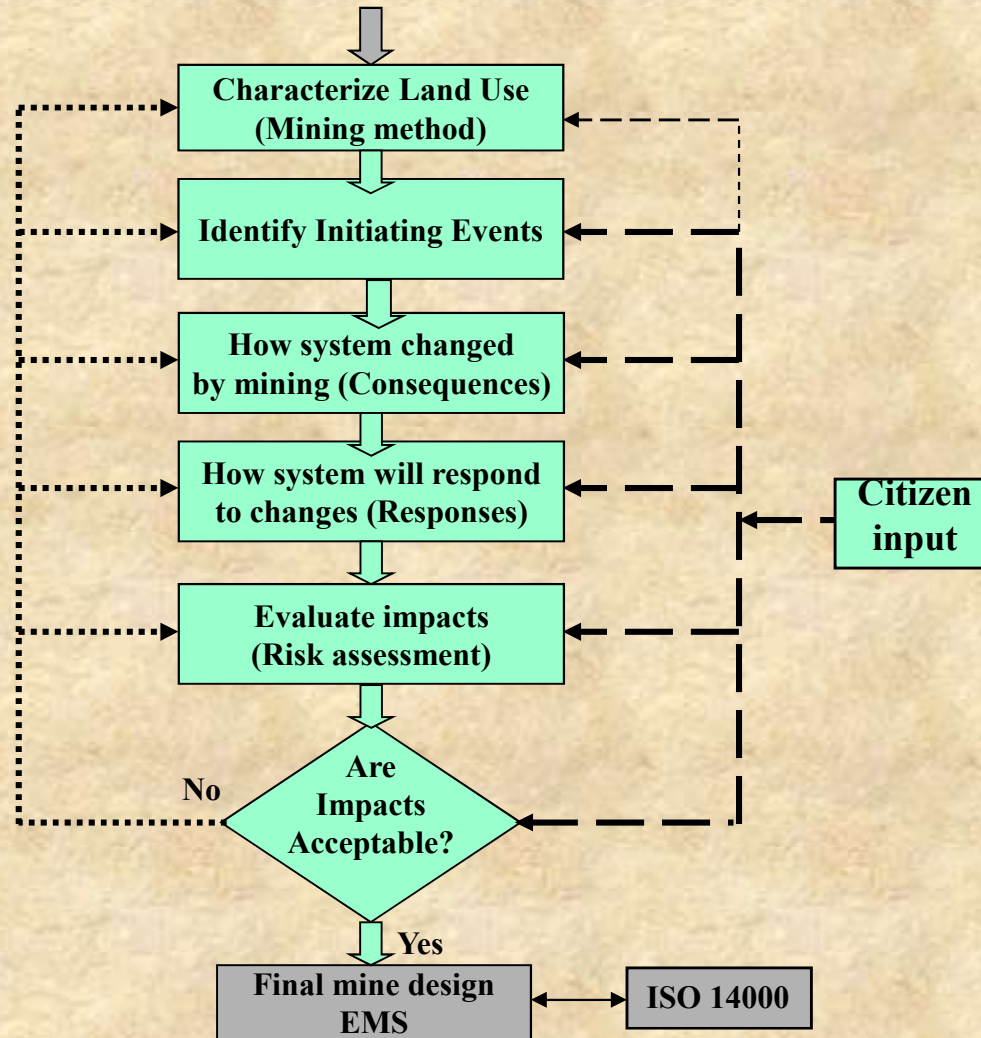 Characterize Land Use
(Mining method)
Identify Initiating Events
How system changed
by mining (Consequences)
How system will respond
to changes (Responses)
Citizen
input
Evaluate impacts
(Risk assessment)
Are
Impacts
Acceptable?
No
Yes
Final mine design
EMS
ISO 14000